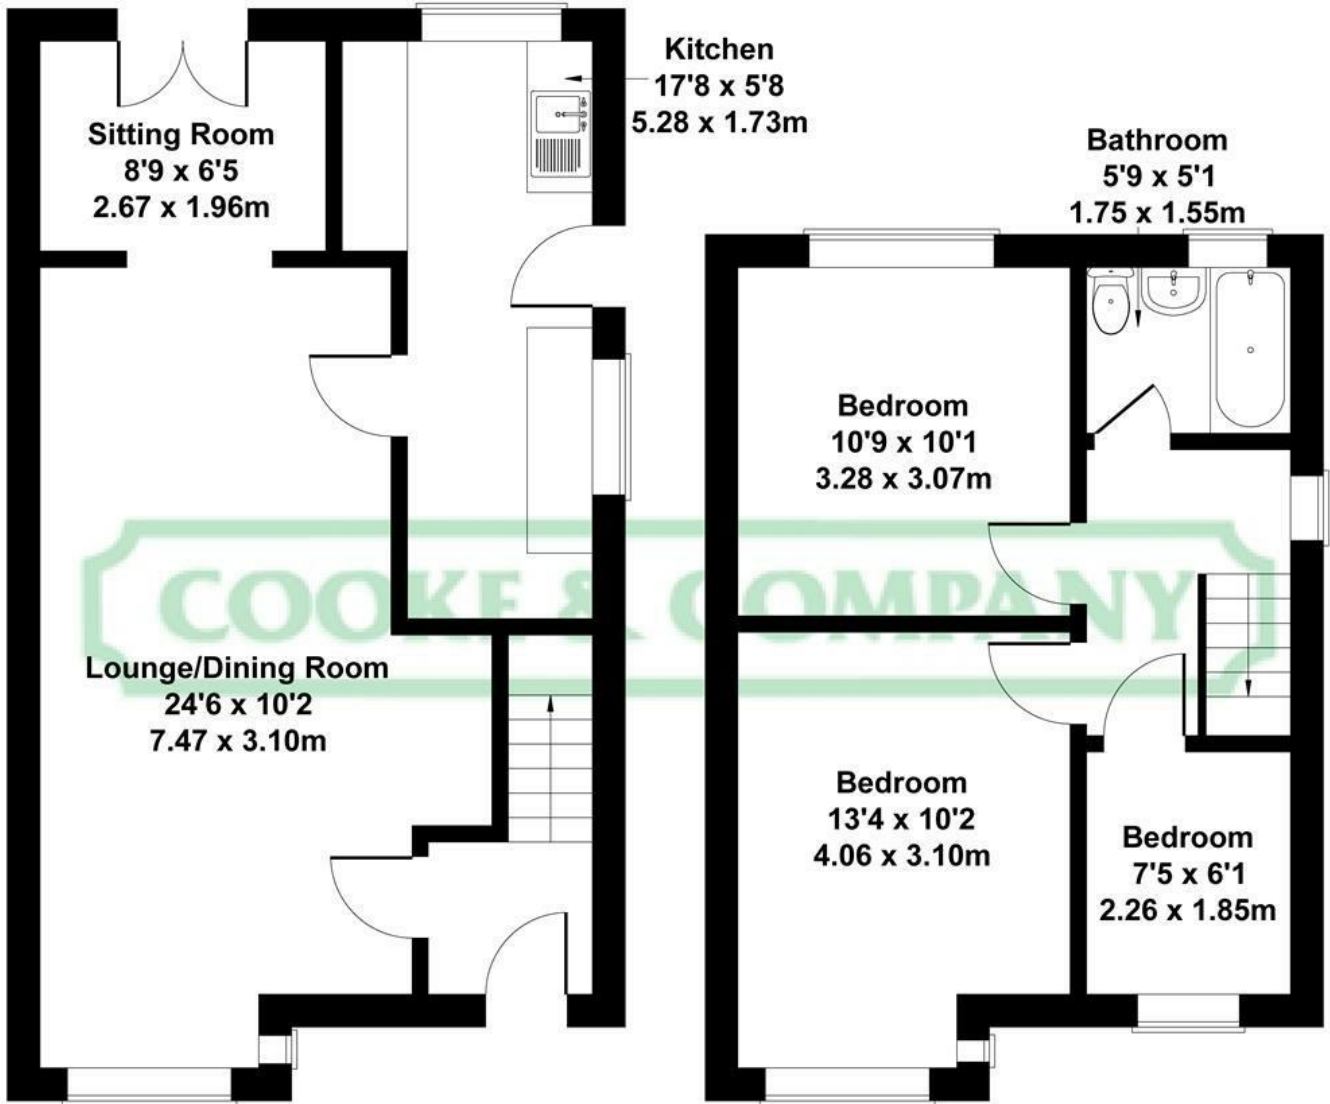 Kitchen
17'8 x 5'8
5.28 x 1.73m
Sitting Room
8'9 x 6'5
2.67 x 1.96m
Bathroom
5'9 x 5'1
1.75 x 1.55m
Bedroom
10'9 x 10'1
3.28 x 3.07m
COOKE & COMPANY
Lounge/Dining Room
24'6 x 10'2
7.47 x 3.10m
Bedroom
13'4 x 10'2
4.06 x 3.10m
Bedroom
7'5 x 6'1
2.26 x 1.85m